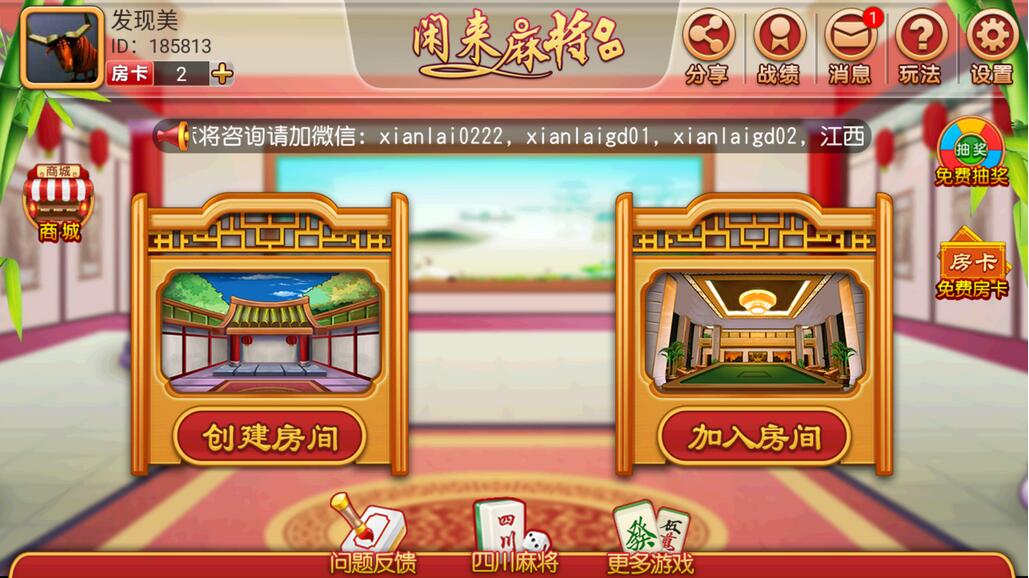 发现美
ID: 185813
房卡 2
闲来麻将
1
分享
战绩
消息
玩法
设置
将咨询请加微信：xianlai0222，xianlaigd01，xianlaigd02，江西
商城
商城
抽奖
免费抽奖
房卡
免费房卡
创建房间
加入房间
四川
發
伍萬
问题反馈
四川麻将
更多游戏